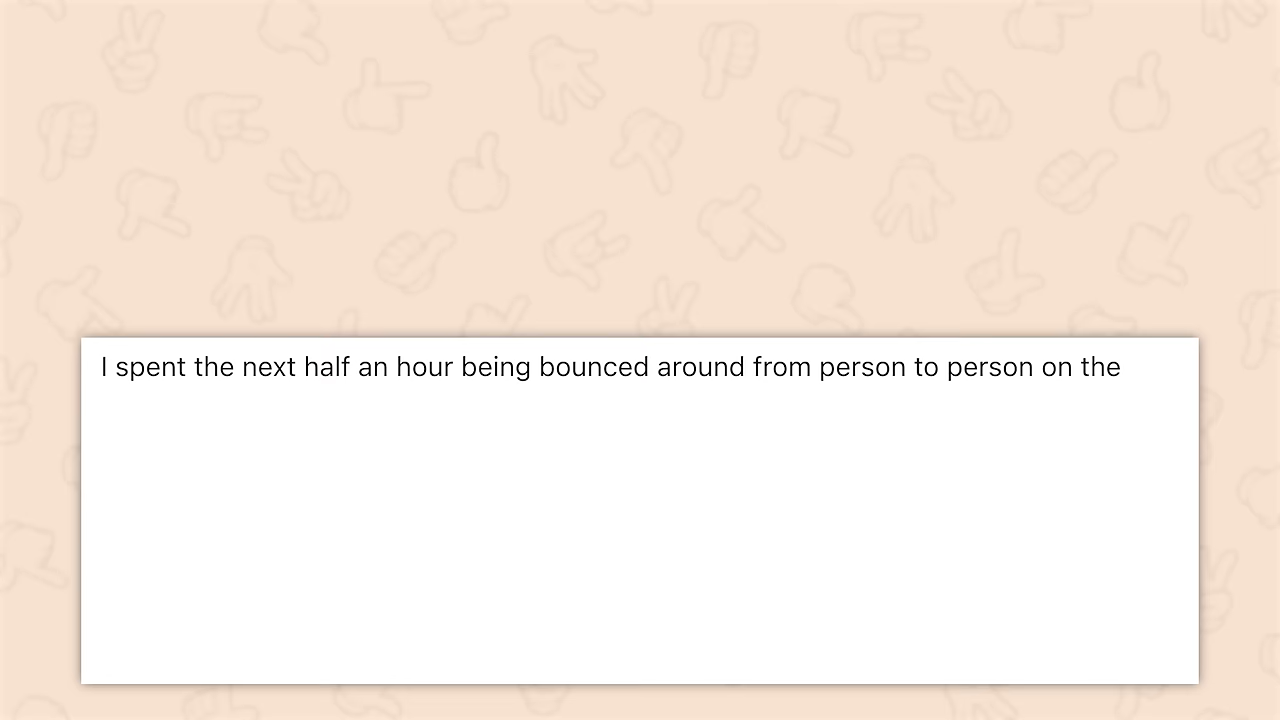 I spent the next half an hour being bounced around from person to person on the